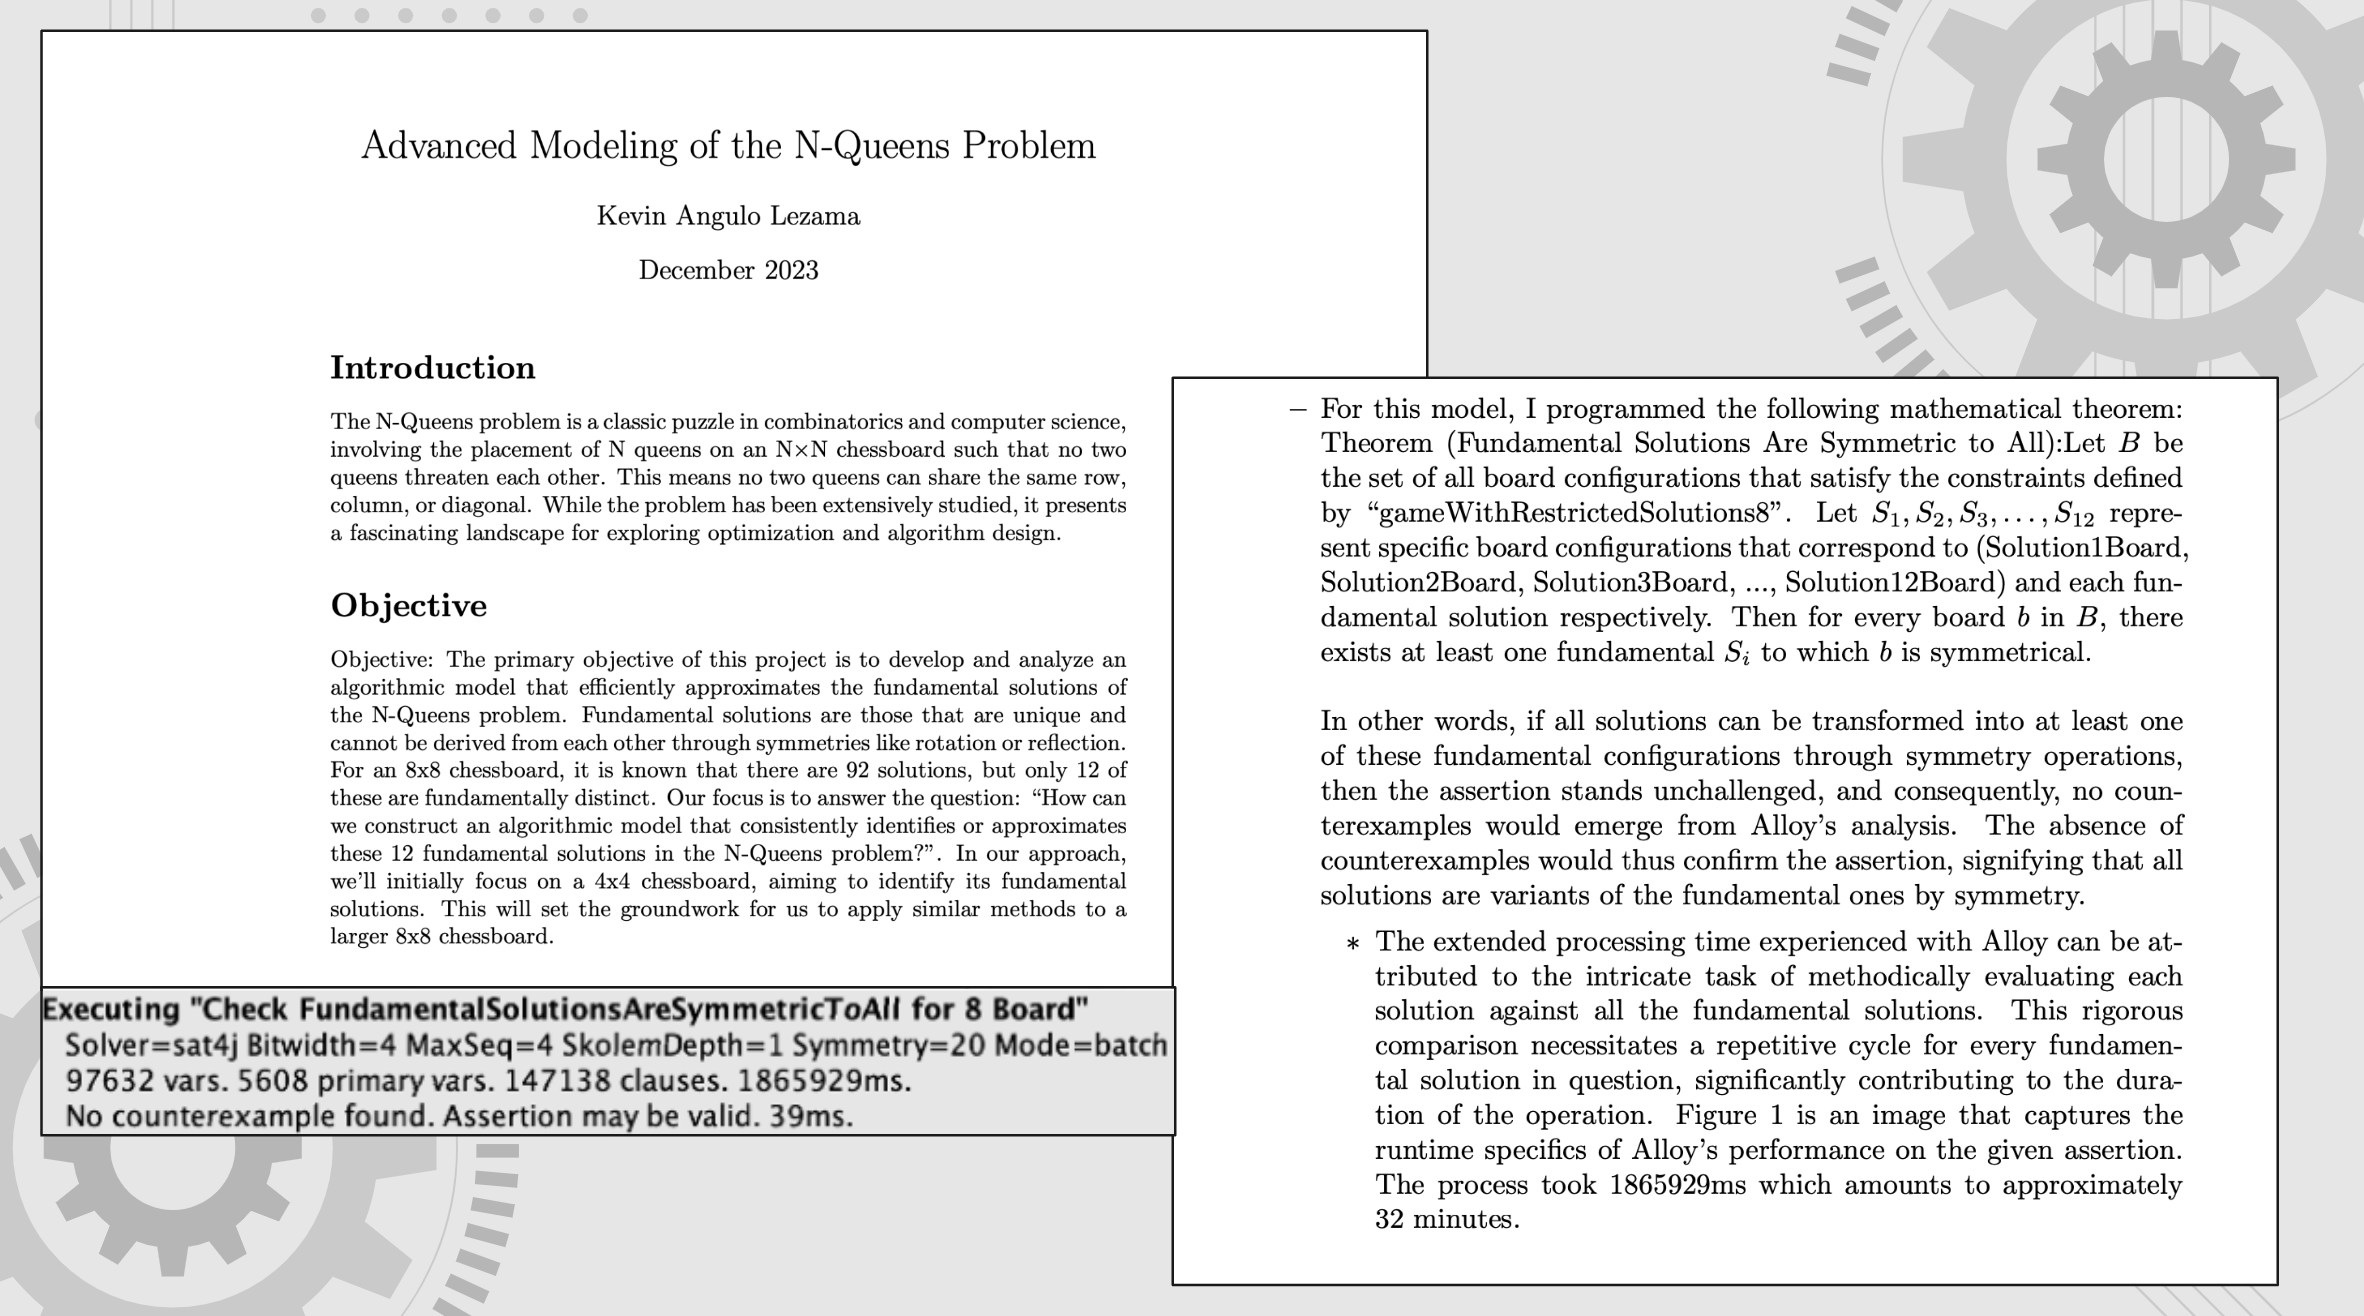 Advanced Modeling of the N-Queens Problem
Kevin Angulo Lezama
December 2023
Introduction
The N-Queens problem is a classic puzzle in combinatorics and computer science,
involving the placement of N queens on an N×N chessboard such that no two
queens threaten each other. This means no two queens can share the same row,
column, or diagonal. While the problem has been extensively studied, it presents
a fascinating landscape for exploring optimization and algorithm design.
Objective
Objective: The primary objective of this project is to develop and analyze an
algorithmic model that efficiently approximates the fundamental solutions of
the N-Queens problem. Fundamental solutions are those that are unique and
cannot be derived from each other through symmetries like rotation or reflection.
For an 8x8 chessboard, it is known that there are 92 solutions, but only 12 of
these are fundamentally distinct. Our focus is to answer the question: “How can
we construct an algorithmic model that consistently identifies or approximates
these 12 fundamental solutions in the N-Queens problem?”. In our approach,
we’ll initially focus on a 4x4 chessboard, aiming to identify its fundamental
solutions. This will set the groundwork for us to apply similar methods to a
larger 8x8 chessboard.
Executing "Check FundamentalSolutionsAreSymmetricToAll for 8 Board"
Solver=sat4j Bitwidth=4 MaxSeq=4 SkolemDepth=1 Symmetry=20 Mode=batch
97632 vars. 5608 primary vars. 147138 clauses. 1865929ms.
No counterexample found. Assertion may be valid. 39ms.
– For this model, I programmed the following mathematical theorem:
Theorem (Fundamental Solutions Are Symmetric to All):Let B be
the set of all board configurations that satisfy the constraints defined
by “gameWithRestrictedSolutions8”. Let S₁, S₂, S₃, . . . , S₁₂ repre-
sent specific board configurations that correspond to (Solution1Board,
Solution2Board, Solution3Board, ..., Solution12Board) and each fun-
damental solution respectively. Then for every board b in B, there
exists at least one fundamental Sᵢ to which b is symmetrical.
In other words, if all solutions can be transformed into at least one
of these fundamental configurations through symmetry operations,
then the assertion stands unchallenged, and consequently, no coun-
terexamples would emerge from Alloy’s analysis. The absence of
counterexamples would thus confirm the assertion, signifying that all
solutions are variants of the fundamental ones by symmetry.
∗ The extended processing time experienced with Alloy can be at-
tributed to the intricate task of methodically evaluating each
solution against all the fundamental solutions. This rigorous
comparison necessitates a repetitive cycle for every fundamen-
tal solution in question, significantly contributing to the dura-
tion of the operation. Figure 1 is an image that captures the
runtime specifics of Alloy’s performance on the given assertion.
The process took 1865929ms which amounts to approximately
32 minutes.